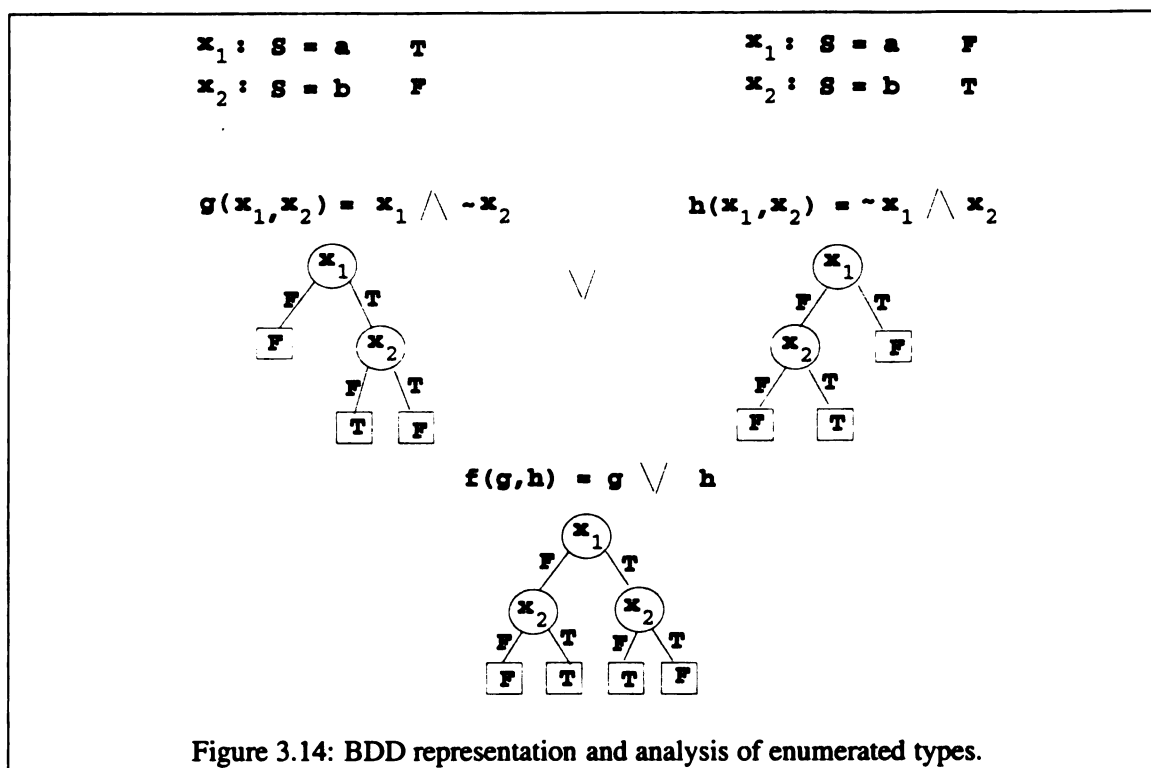 x1: S = a T x1: S = a F
x2: S = b F x2: S = b T
g(x1,x2) = x1 ∧ ~x2 h(x1,x2) = ~x1 ∧ x2
x1 x1
F T ∨ F T
F x2 x2 F
F T F T
T F F T
f(g,h) = g ∨ h
x1
F T
x2 x2
F T F T
F T T F
Figure 3.14: BDD representation and analysis of enumerated types.